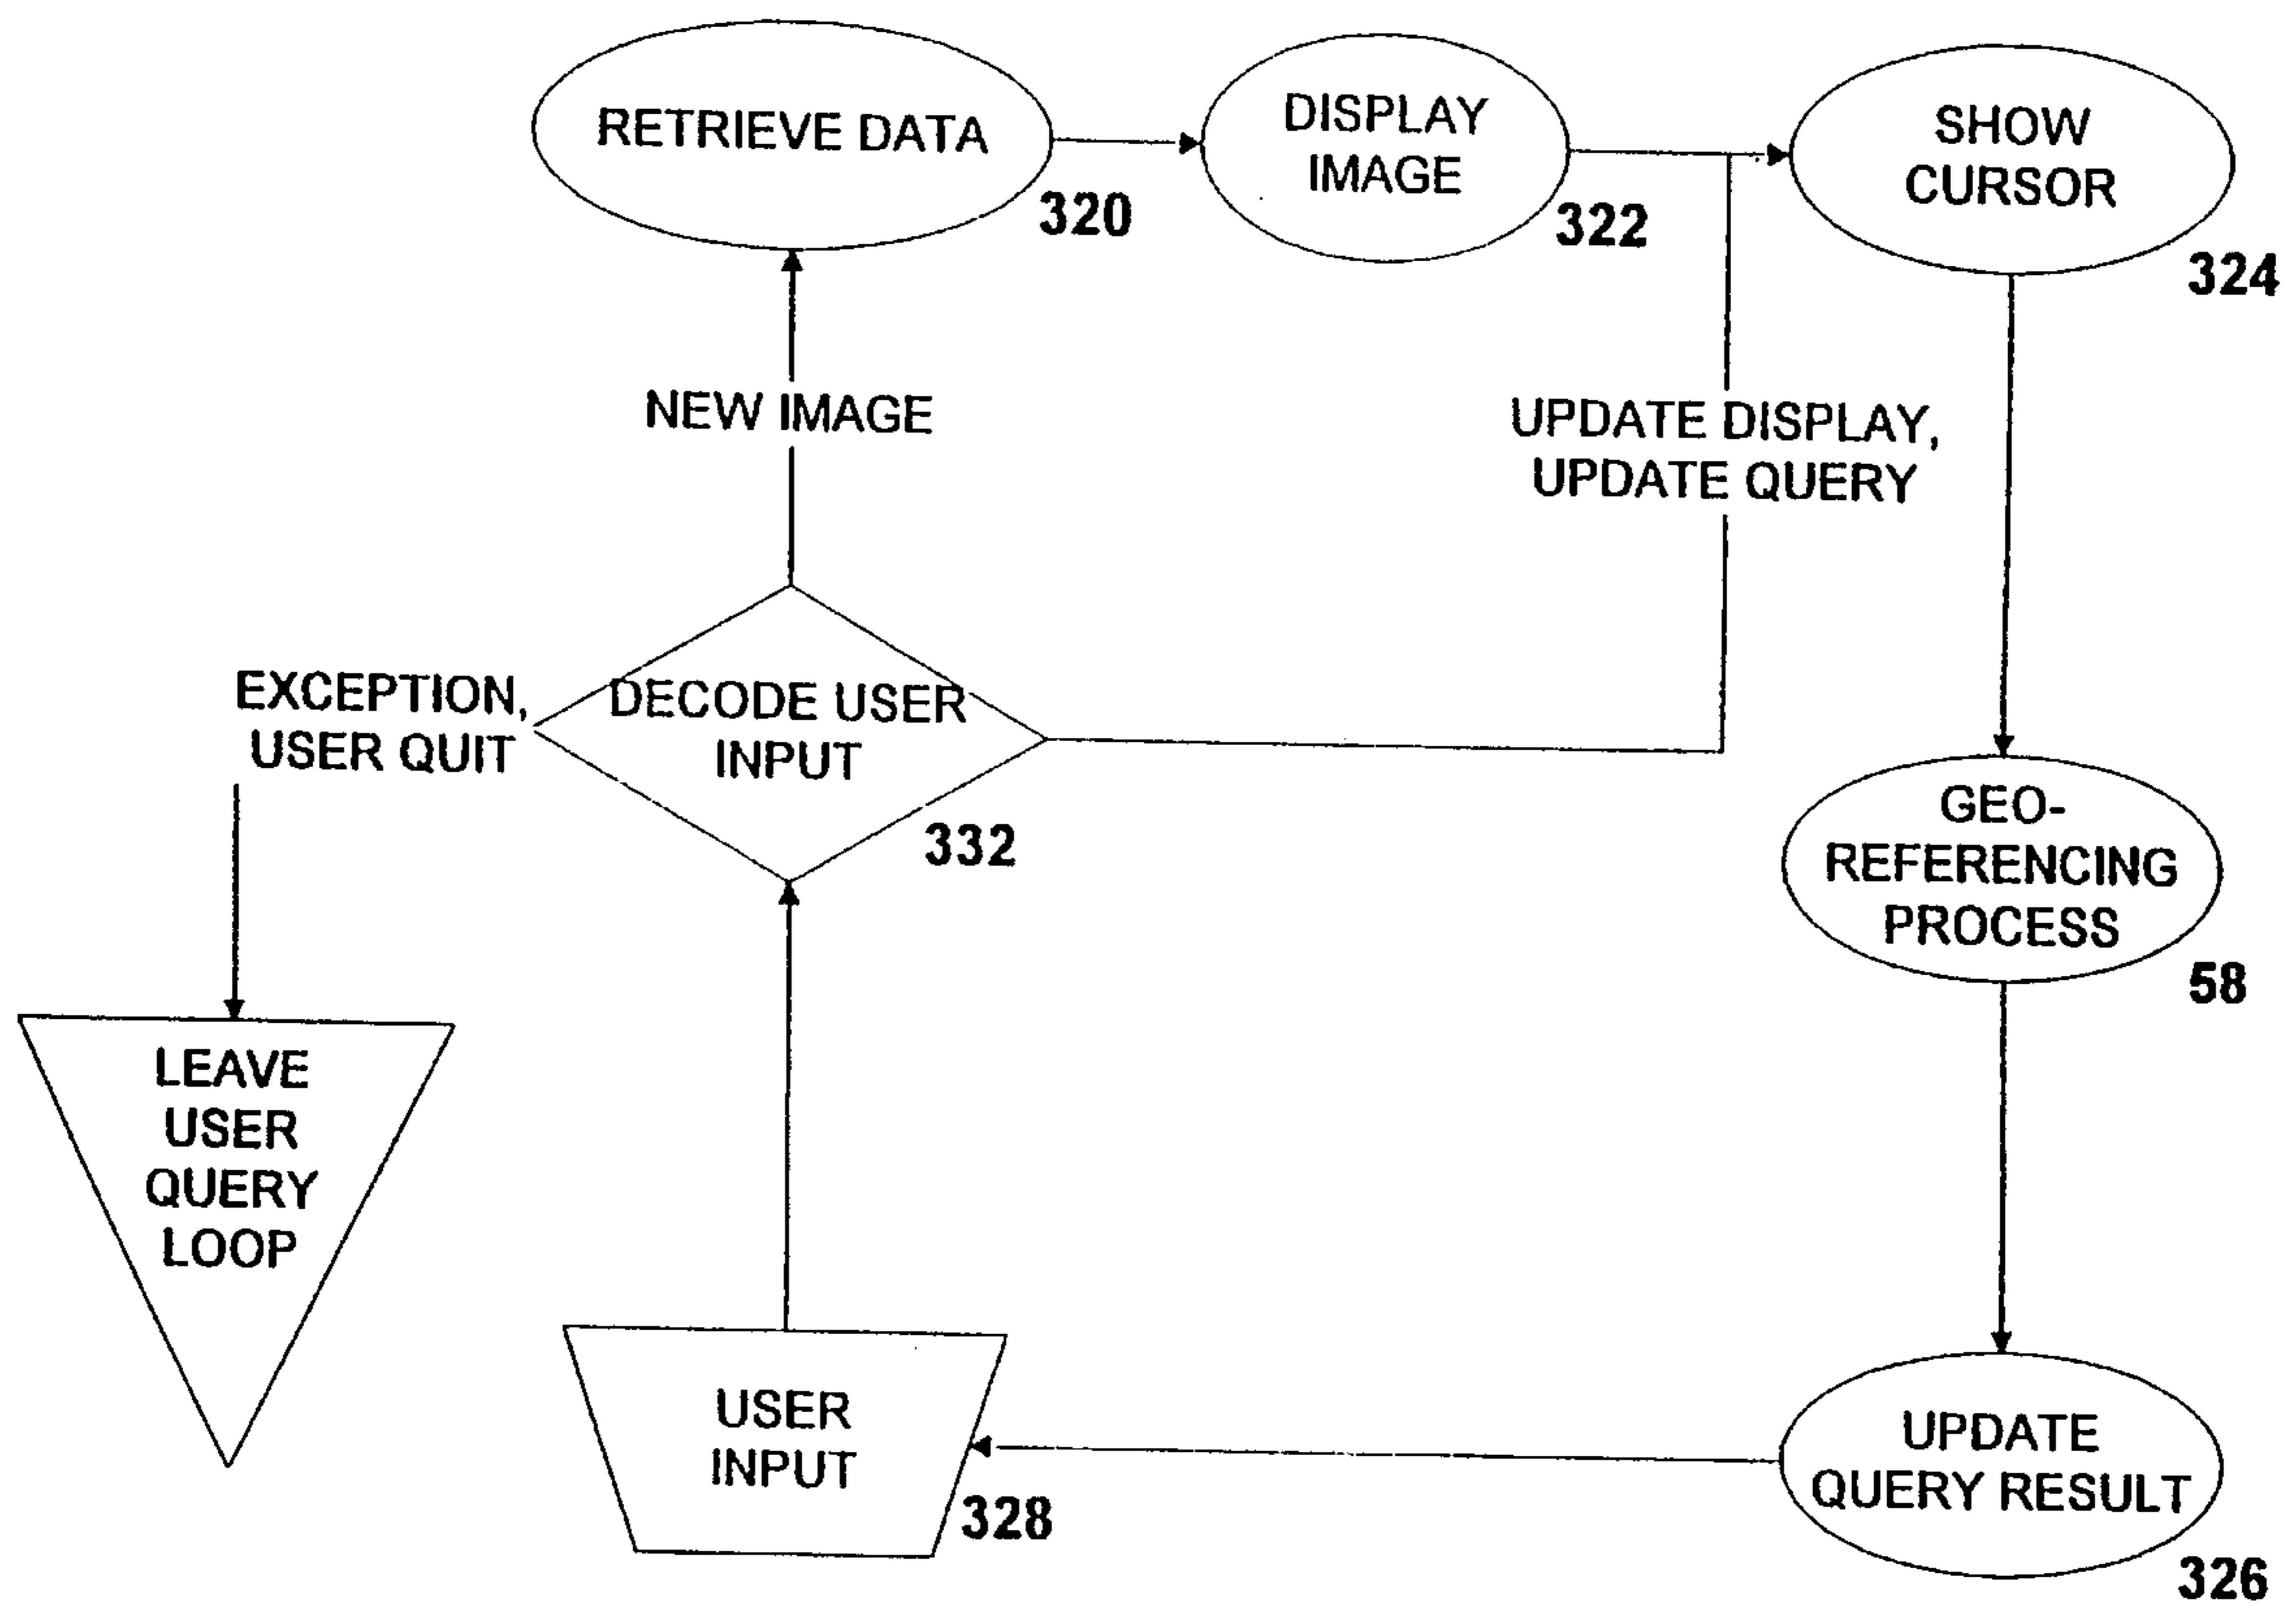 RETRIEVE DATA
320
DISPLAY
IMAGE
322
SHOW
CURSOR
324
NEW IMAGE
UPDATE DISPLAY,
UPDATE QUERY
EXCEPTION,
USER QUIT
DECODE USER
INPUT
332
GEO-
REFERENCING
PROCESS
58
LEAVE
USER
QUERY
LOOP
USER
INPUT
328
UPDATE
QUERY RESULT
326